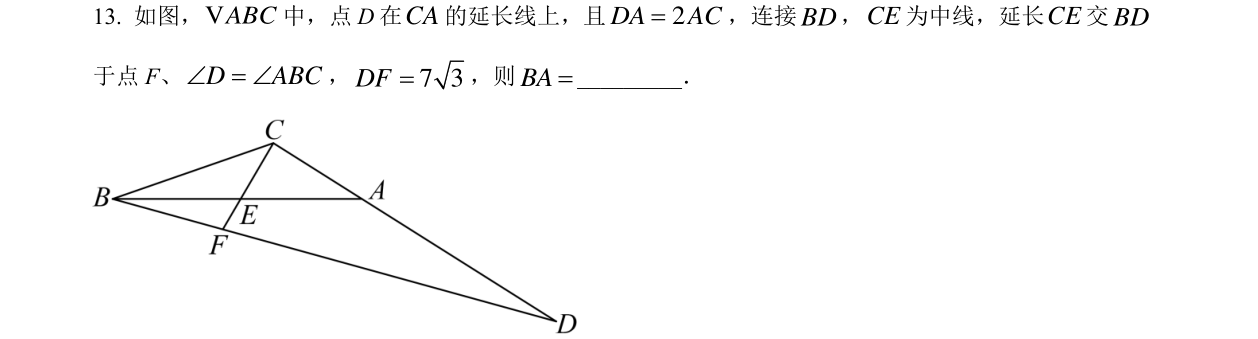 13. 如图，VABC 中，点 D 在 CA 的延长线上，且 DA = 2AC，连接 BD， CE 为中线，延长 CE 交 BD
于点 F、∠D = ∠ABC， DF = 7√3，则 BA = ________．
C
B
A
E
F
D